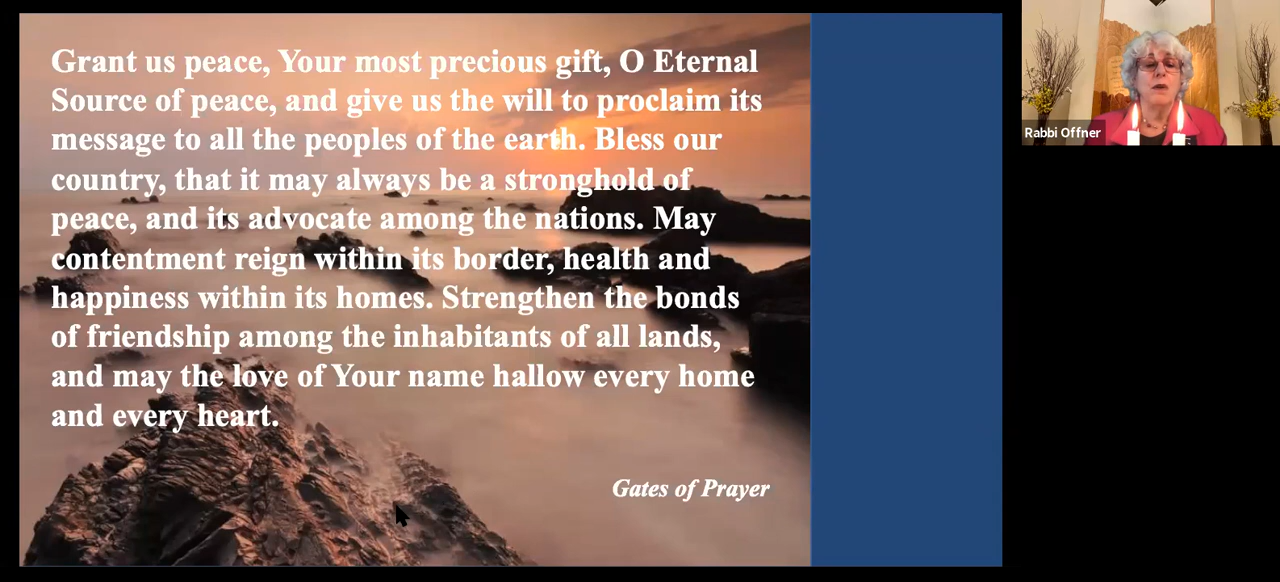 Grant us peace, Your most precious gift, O Eternal
Source of peace, and give us the will to proclaim its
message to all the peoples of the earth. Bless our
country, that it may always be a stronghold of
peace, and its advocate among the nations. May
contentment reign within its border, health and
happiness within its homes. Strengthen the bonds
of friendship among the inhabitants of all lands,
and may the love of Your name hallow every home
and every heart.
Gates of Prayer
Rabbi Offner